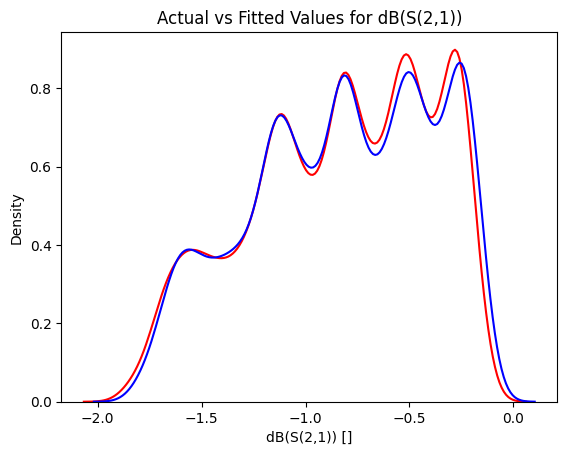 Actual vs Fitted Values for dB(S(2,1))
Density
0.8
0.6
0.4
0.2
0.0
−2.0 −1.5 −1.0 −0.5 0.0
dB(S(2,1)) []